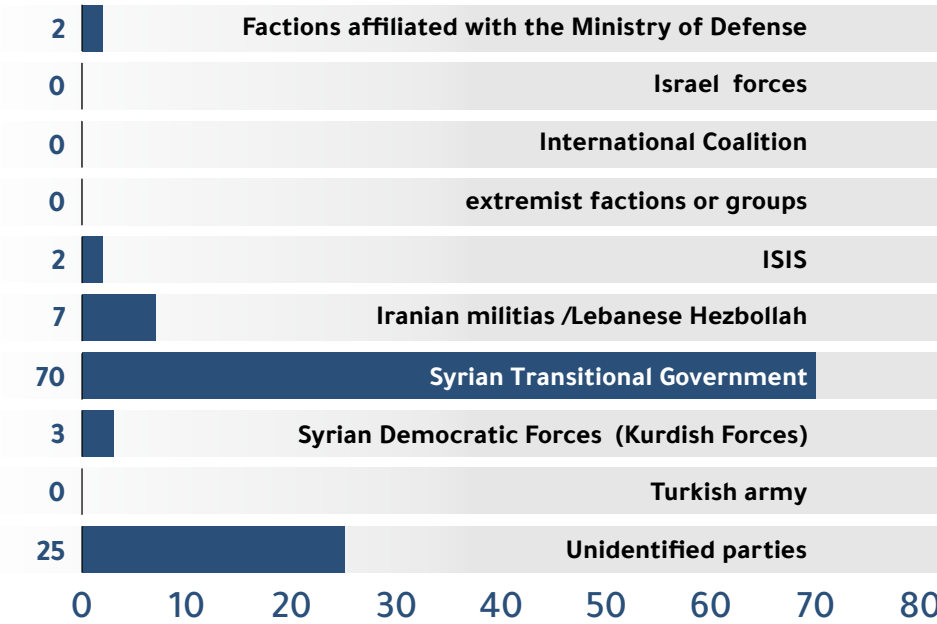 2 Factions affiliated with the Ministry of Defense
0 Israel forces
0 International Coalition
0 extremist factions or groups
2 ISIS
7 Iranian militias /Lebanese Hezbollah
70 Syrian Transitional Government
3 Syrian Democratic Forces (Kurdish Forces)
0 Turkish army
25 Unidentified parties
0 10 20 30 40 50 60 70 80